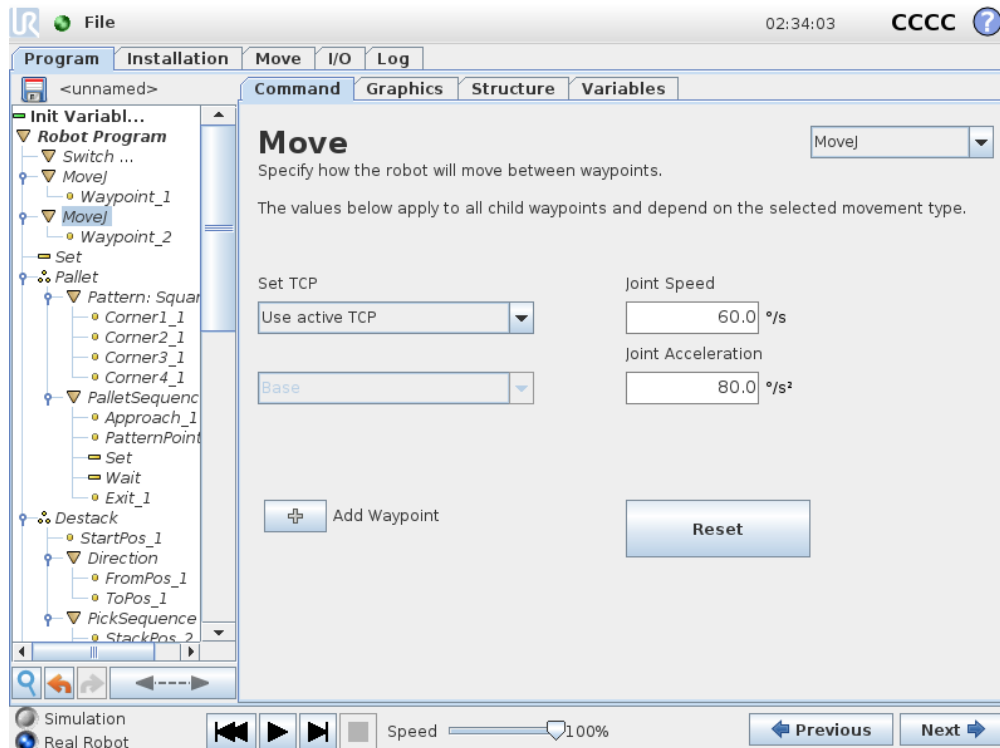 UR File 02:34:03 CCCC ?
Program Installation Move I/O Log
<unnamed> Command Graphics Structure Variables
Init Variabl...
Robot Program
Switch ...
MoveJ
Waypoint_1
MoveJ
Waypoint_2
Set
Pallet
Pattern: Squar
Corner1_1
Corner2_1
Corner3_1
Corner4_1
PalletSequenc
Approach_1
PatternPoint
Set
Wait
Exit_1
Destack
StartPos_1
Direction
FromPos_1
ToPos_1
PickSequence
StackPos_2
Move
MoveJ
Specify how the robot will move between waypoints.
The values below apply to all child waypoints and depend on the selected movement type.
Set TCP
Use active TCP
Base
Joint Speed
60.0 °/s
Joint Acceleration
80.0 °/s²
Add Waypoint
Reset
Simulation
Real Robot
Speed 100%
Previous Next